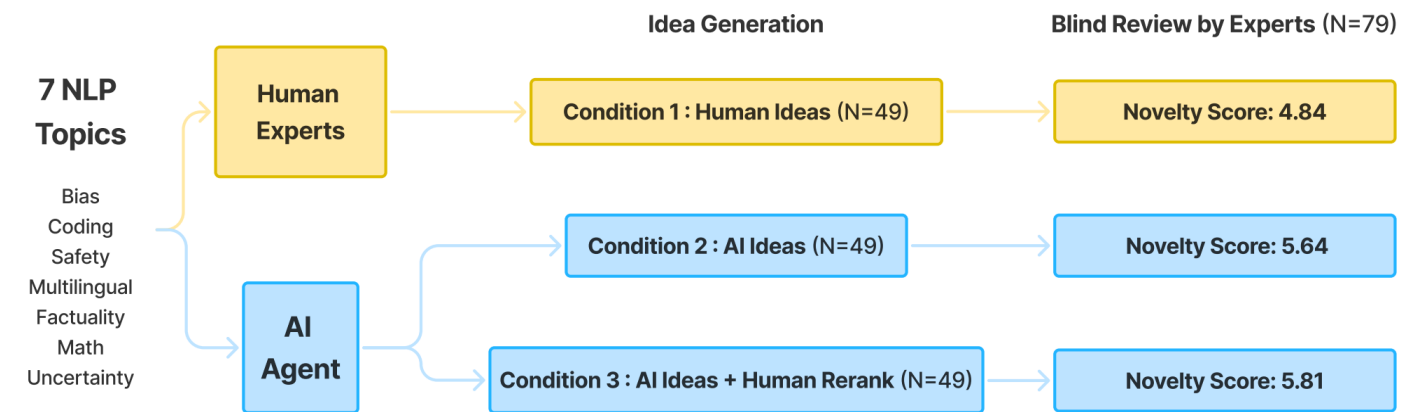 Idea Generation
Blind Review by Experts (N=79)
7 NLP
Topics
Bias
Coding
Safety
Multilingual
Factuality
Math
Uncertainty
Human
Experts
Condition 1 : Human Ideas (N=49)
Novelty Score: 4.84
AI
Agent
Condition 2 : AI Ideas (N=49)
Novelty Score: 5.64
Condition 3 : AI Ideas + Human Rerank (N=49)
Novelty Score: 5.81